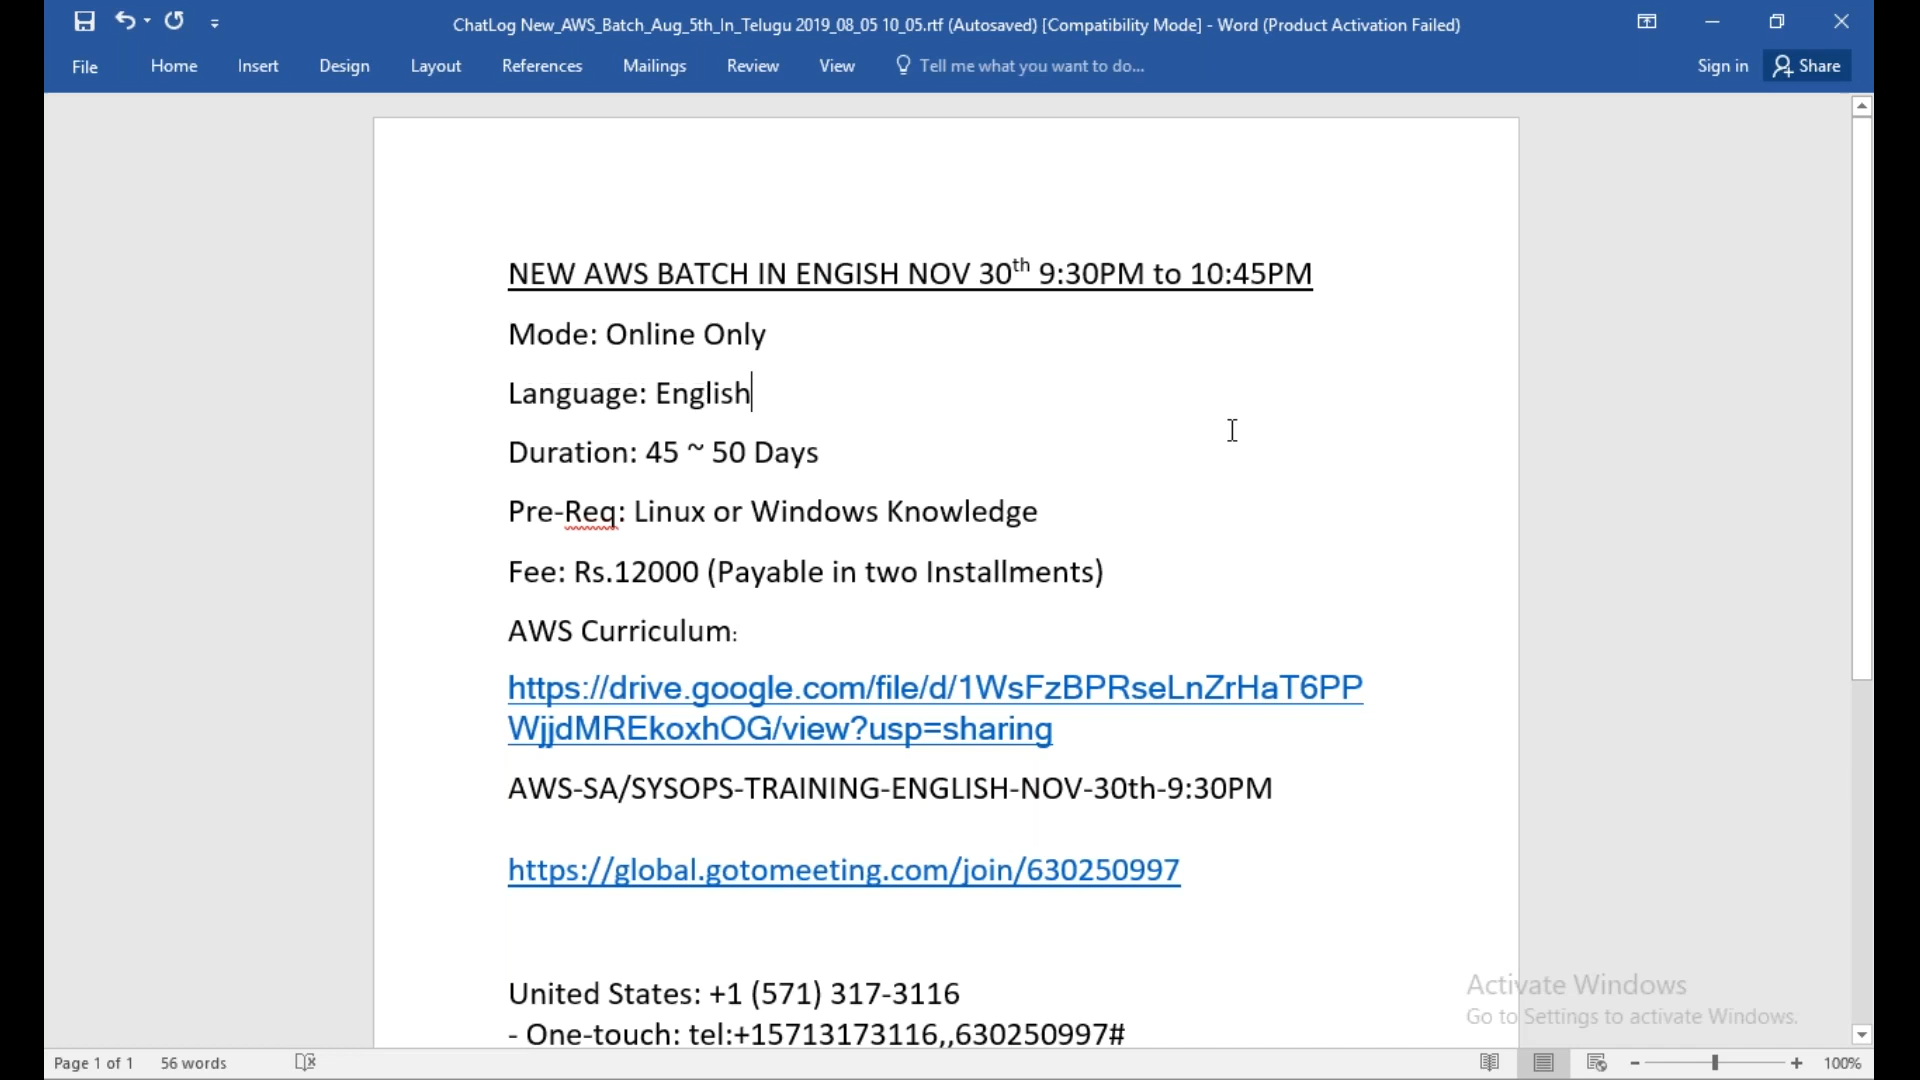 ChatLog New_AWS_Batch_Aug_5th_In_Telugu 2019_08_05 10_05.rtf (Autosaved) [Compatibility Mode] - Word (Product Activation Failed)
File Home Insert Design Layout References Mailings Review View Tell me what you want to do... Sign in Share
NEW AWS BATCH IN ENGISH NOV 30th 9:30PM to 10:45PM
Mode: Online Only
Language: English
Duration: 45 ~ 50 Days
Pre-Req: Linux or Windows Knowledge
Fee: Rs.12000 (Payable in two Installments)
AWS Curriculum:
https://drive.google.com/file/d/1WsFzBPRseLnZrHaT6PP
WjjdMREkoxhOG/view?usp=sharing
AWS-SA/SYSOPS-TRAINING-ENGLISH-NOV-30th-9:30PM
https://global.gotomeeting.com/join/630250997
United States: +1 (571) 317-3116
- One-touch: tel:+15713173116,,630250997#
Activate Windows
Go to Settings to activate Windows.
Page 1 of 1 56 words 100%